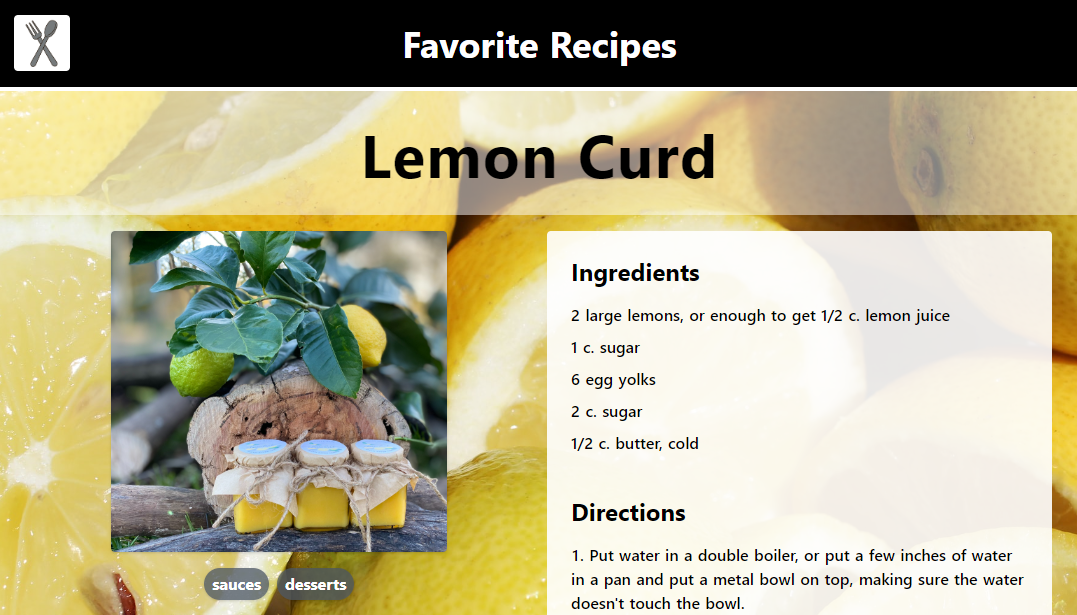 Favorite Recipes
Lemon Curd
Ingredients
2 large lemons, or enough to get 1/2 c. lemon juice
1 c. sugar
6 egg yolks
2 c. sugar
1/2 c. butter, cold
Directions
1. Put water in a double boiler, or put a few inches of water
in a pan and put a metal bowl on top, making sure the water
doesn't touch the bowl.
sauces
desserts